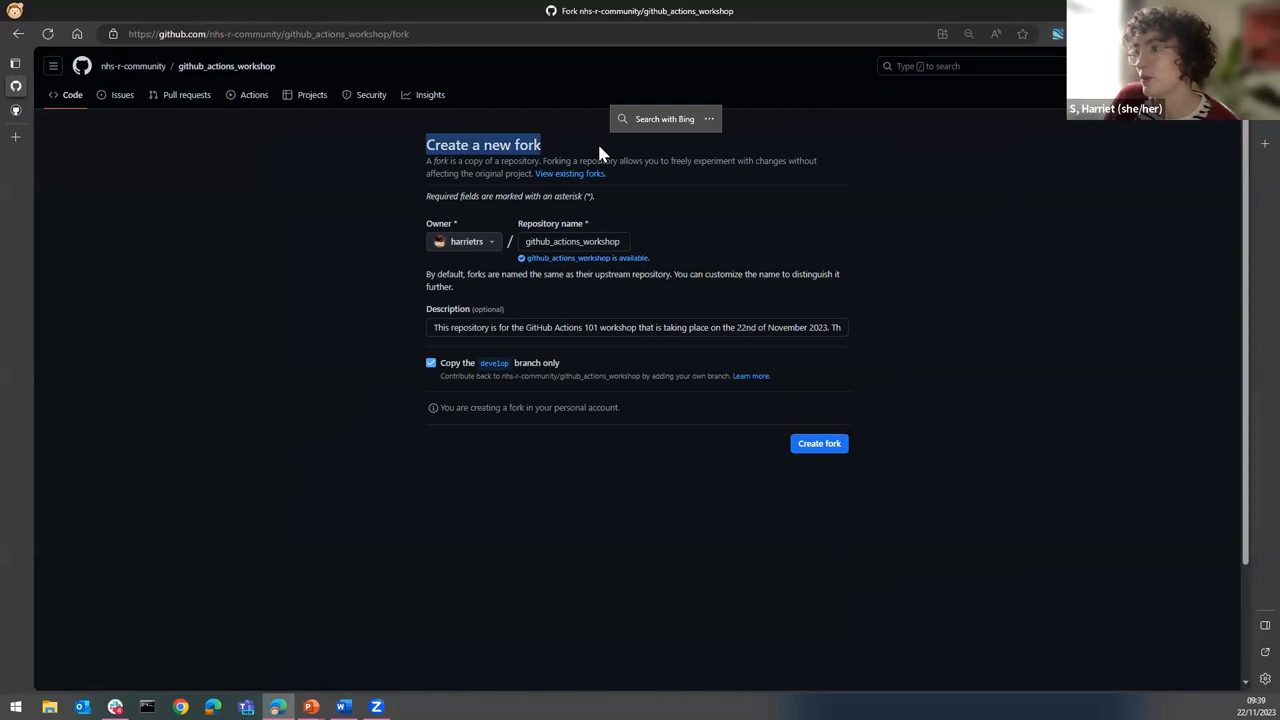 Fork nhs-r-community/github_actions_workshop
https://github.com/nhs-r-community/github_actions_workshop/fork
nhs-r-community / github_actions_workshop
Type / to search
Code Issues Pull requests Actions Projects Security Insights
Search with Bing ...
S, Harriet (she/her)
Create a new fork
A fork is a copy of a repository. Forking a repository allows you to freely experiment with changes without
affecting the original project. View existing forks.
Required fields are marked with an asterisk (*).
Owner * Repository name *
harrietrs / github_actions_workshop
github_actions_workshop is available.
By default, forks are named the same as their upstream repository. You can customize the name to distinguish it
further.
Description (optional)
This repository is for the GitHub Actions 101 workshop that is taking place on the 22nd of November 2023. Th
Copy the develop branch only
Contribute back to nhs-r-community/github_actions_workshop by adding your own branch. Learn more.
You are creating a fork in your personal account.
Create fork
09:39
22/11/2023